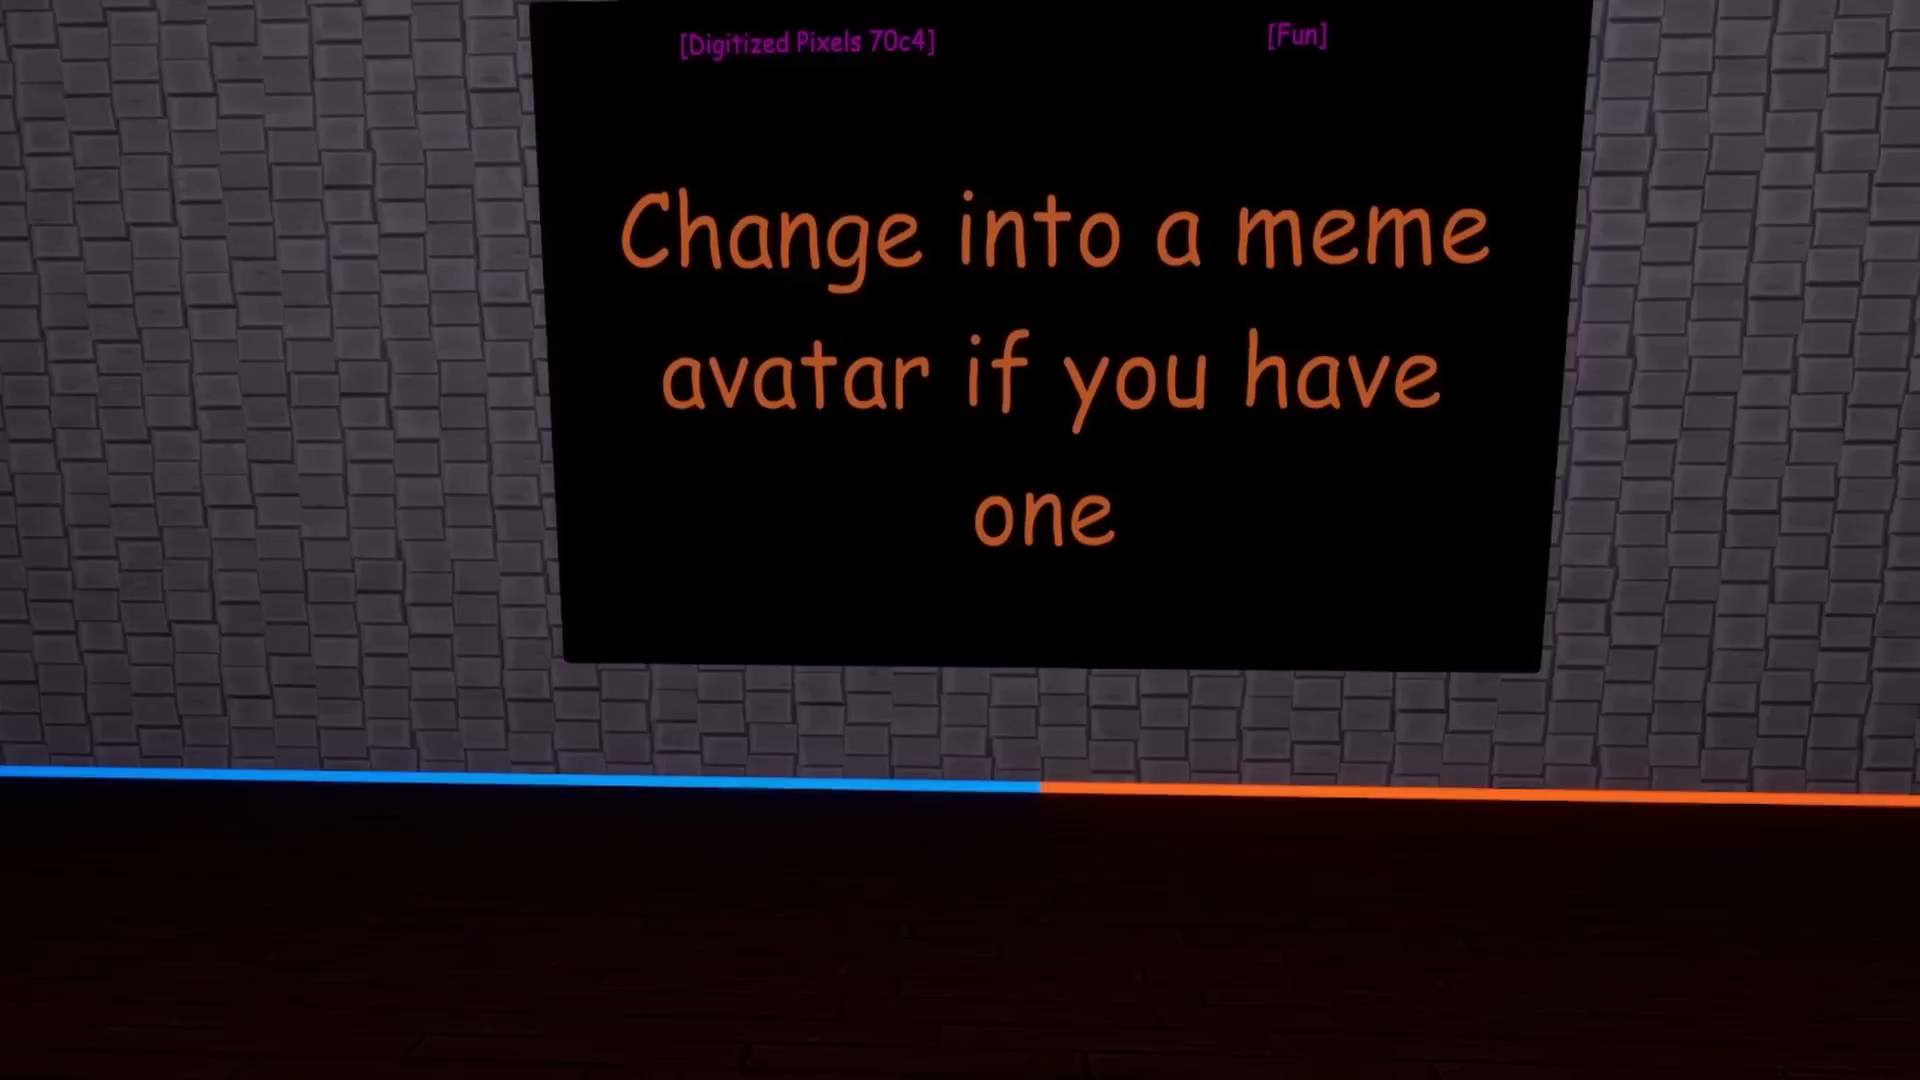 [Digitized Pixels 70c4] [Fun]
Change into a meme
avatar if you have
one